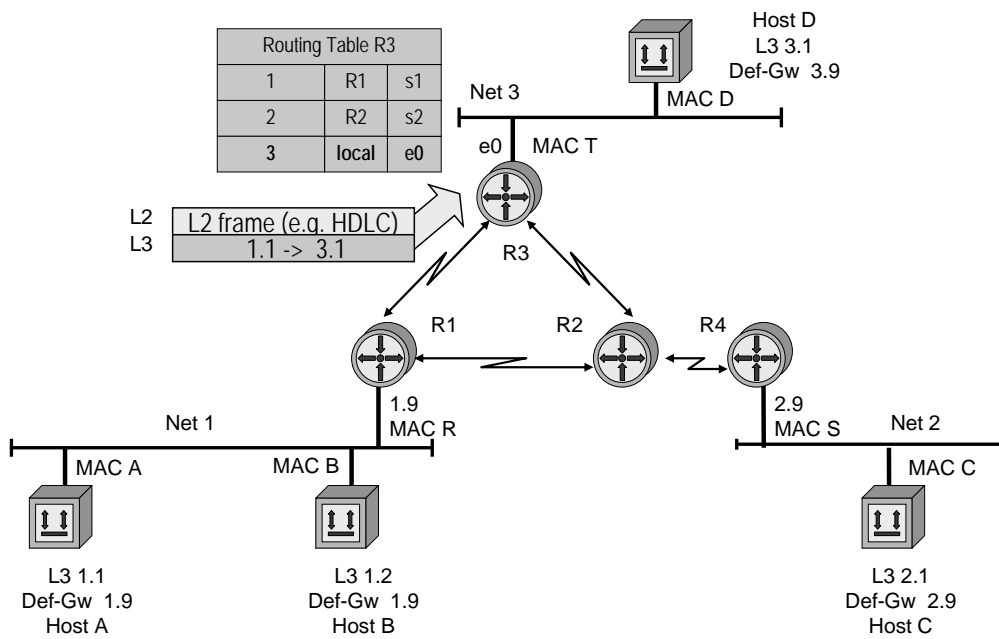 Host D
L3 3.1
Def-Gw 3.9
Routing Table R3
1 R1 s1
2 R2 s2
3 local e0
Net 3
MAC D
e0 MAC T
L2 L2 frame (e.g. HDLC)
L3 1.1 -> 3.1
R3
R1 R2 R4
1.9
MAC R
2.9
MAC S
Net 1
Net 2
MAC A
MAC B
MAC C
L3 1.1
Def-Gw 1.9
Host A
L3 1.2
Def-Gw 1.9
Host B
L3 2.1
Def-Gw 2.9
Host C